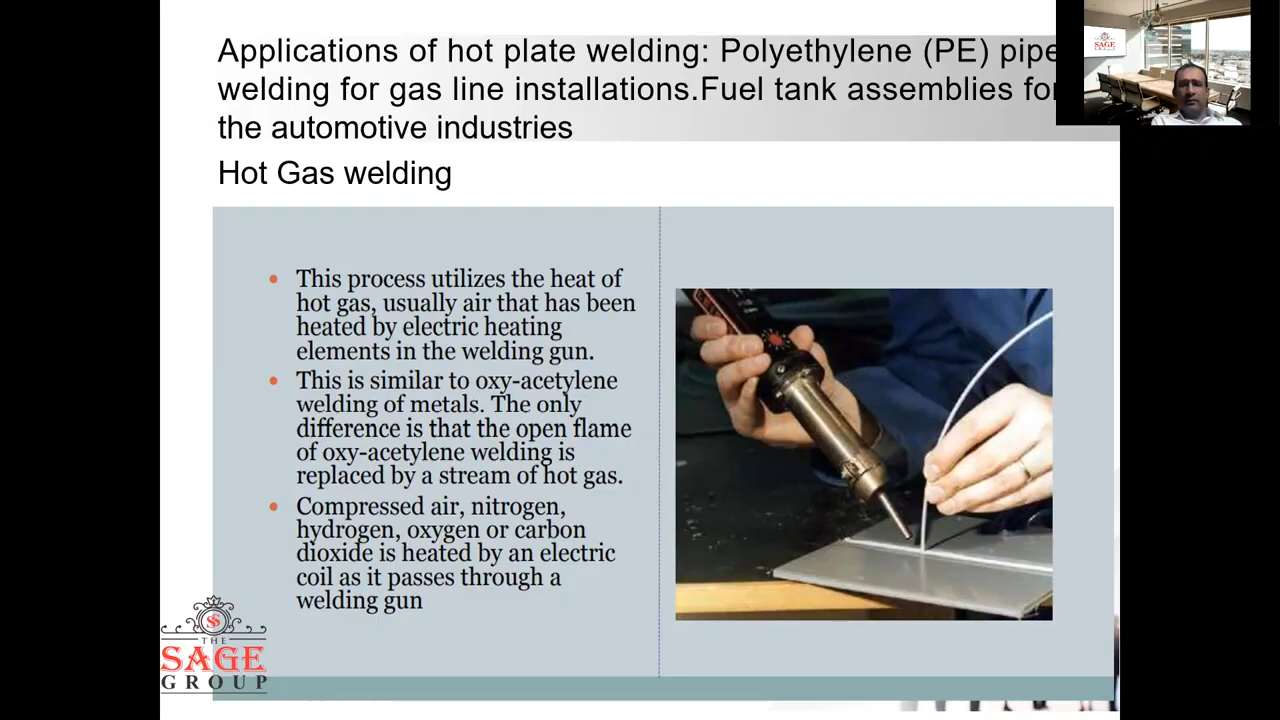 Applications of hot plate welding: Polyethylene (PE) pipe
welding for gas line installations.Fuel tank assemblies for
the automotive industries
Hot Gas welding
This process utilizes the heat of
hot gas, usually air that has been
heated by electric heating
elements in the welding gun.
This is similar to oxy-acetylene
welding of metals. The only
difference is that the open flame
of oxy-acetylene welding is
replaced by a stream of hot gas.
Compressed air, nitrogen,
hydrogen, oxygen or carbon
dioxide is heated by an electric
coil as it passes through a
welding gun
THE
SAGE
GROUP
SAGE